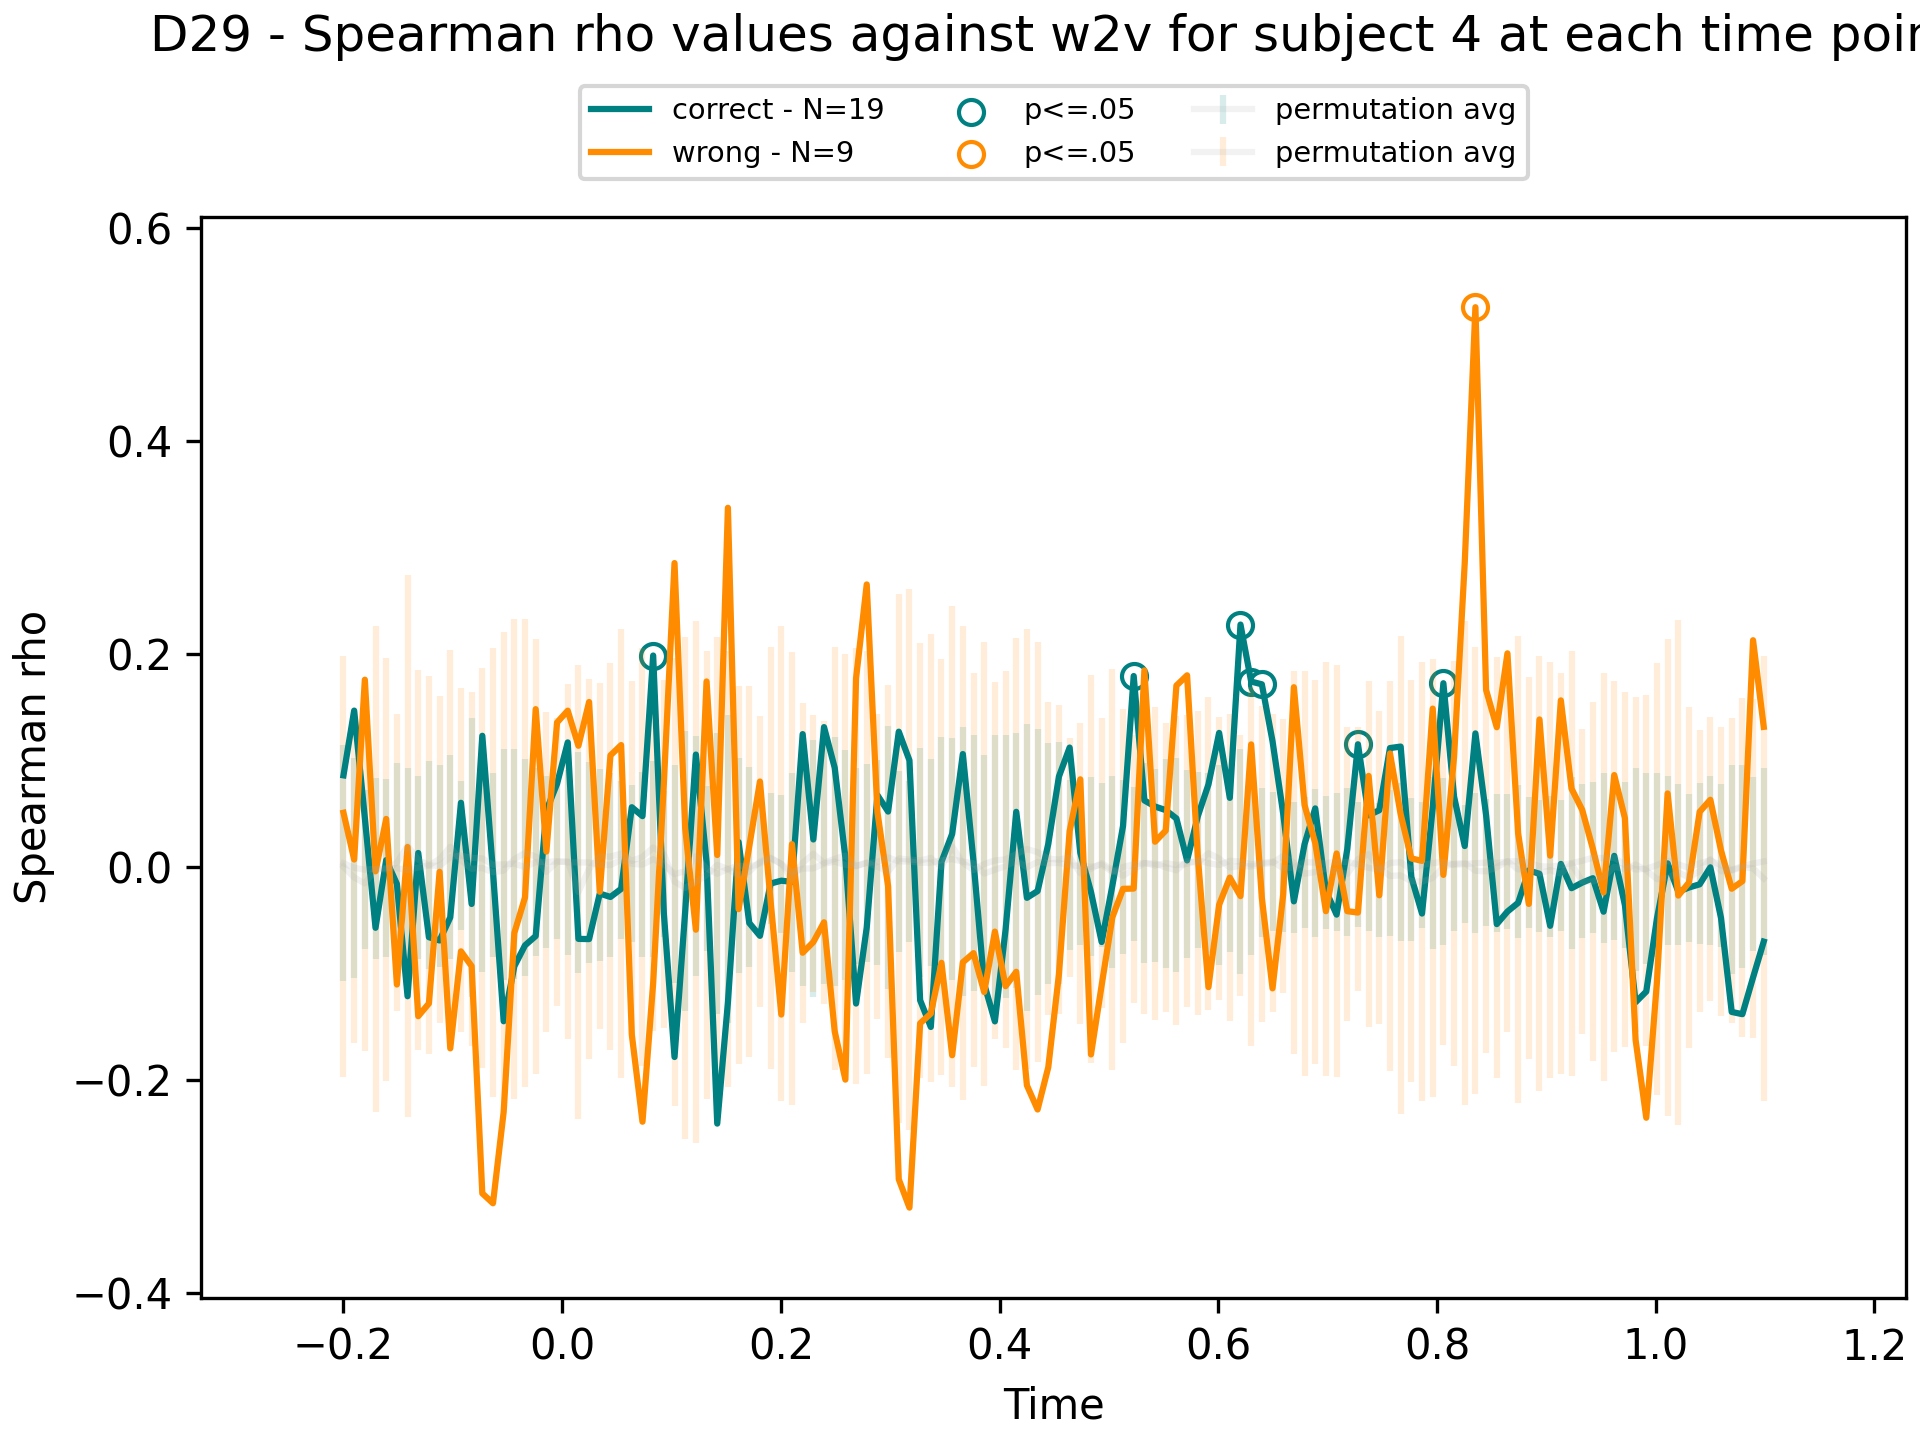 D29 - Spearman rho values against w2v for subject 4 at each time
correct - N=19 p<=.05 permutation avg
wrong - N=9 p<=.05 permutation avg
0.6
0.4
0.2
0.0
−0.2
−0.4
Spearman rho
−0.2 0.0 0.2 0.4 0.6 0.8 1.0 1.2
Time